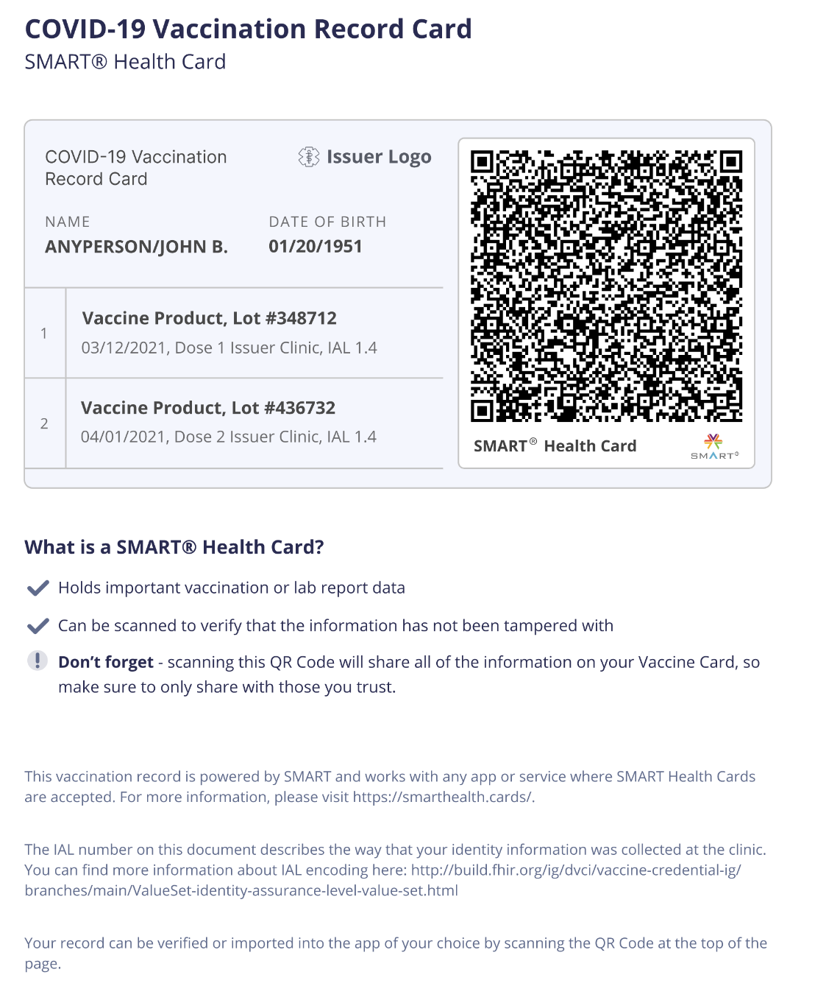 COVID-19 Vaccination Record Card
SMART® Health Card
COVID-19 Vaccination
Record Card
Issuer Logo
NAME
ANYPERSON/JOHN B.
DATE OF BIRTH
01/20/1951
1
Vaccine Product, Lot #348712
03/12/2021, Dose 1 Issuer Clinic, IAL 1.4
2
Vaccine Product, Lot #436732
04/01/2021, Dose 2 Issuer Clinic, IAL 1.4
SMART® Health Card
SMART®
What is a SMART® Health Card?
Holds important vaccination or lab report data
Can be scanned to verify that the information has not been tampered with
Don’t forget - scanning this QR Code will share all of the information on your Vaccine Card, so
make sure to only share with those you trust.
This vaccination record is powered by SMART and works with any app or service where SMART Health Cards
are accepted. For more information, please visit https://smarthealth.cards/.
The IAL number on this document describes the way that your identity information was collected at the clinic.
You can find more information about IAL encoding here: http://build.fhir.org/ig/dvci/vaccine-credential-ig/
branches/main/ValueSet-identity-assurance-level-value-set.html
Your record can be verified or imported into the app of your choice by scanning the QR Code at the top of the
page.